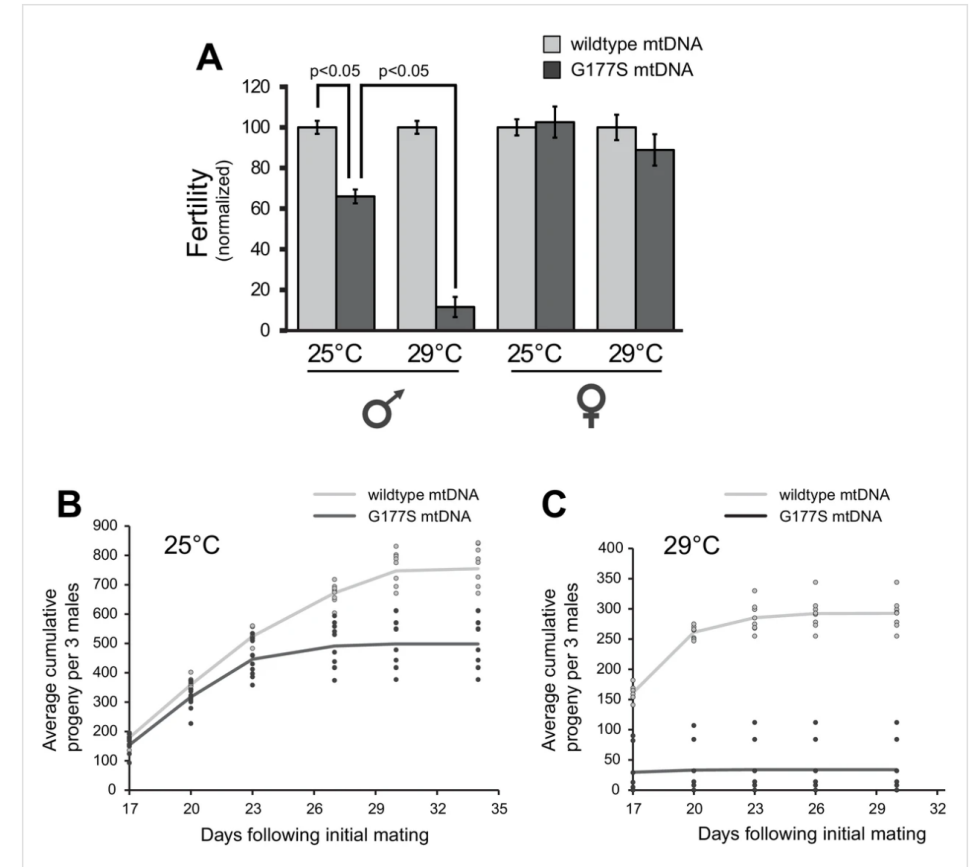 A
wildtype mtDNA
G177S mtDNA
p<0.05 p<0.05
120
100
80
60
40
20
0
Fertility
(normalized)
25°C 29°C 25°C 29°C
♂ ♀
B
wildtype mtDNA
G177S mtDNA
25°C
900
800
700
600
500
400
300
200
100
0
Average cumulative
progeny per 3 males
17 20 23 26 29 32 35
Days following initial mating
C
wildtype mtDNA
G177S mtDNA
29°C
400
350
300
250
200
150
100
50
0
Average cumulative
progeny per 3 males
17 20 23 26 29 32
Days following initial mating